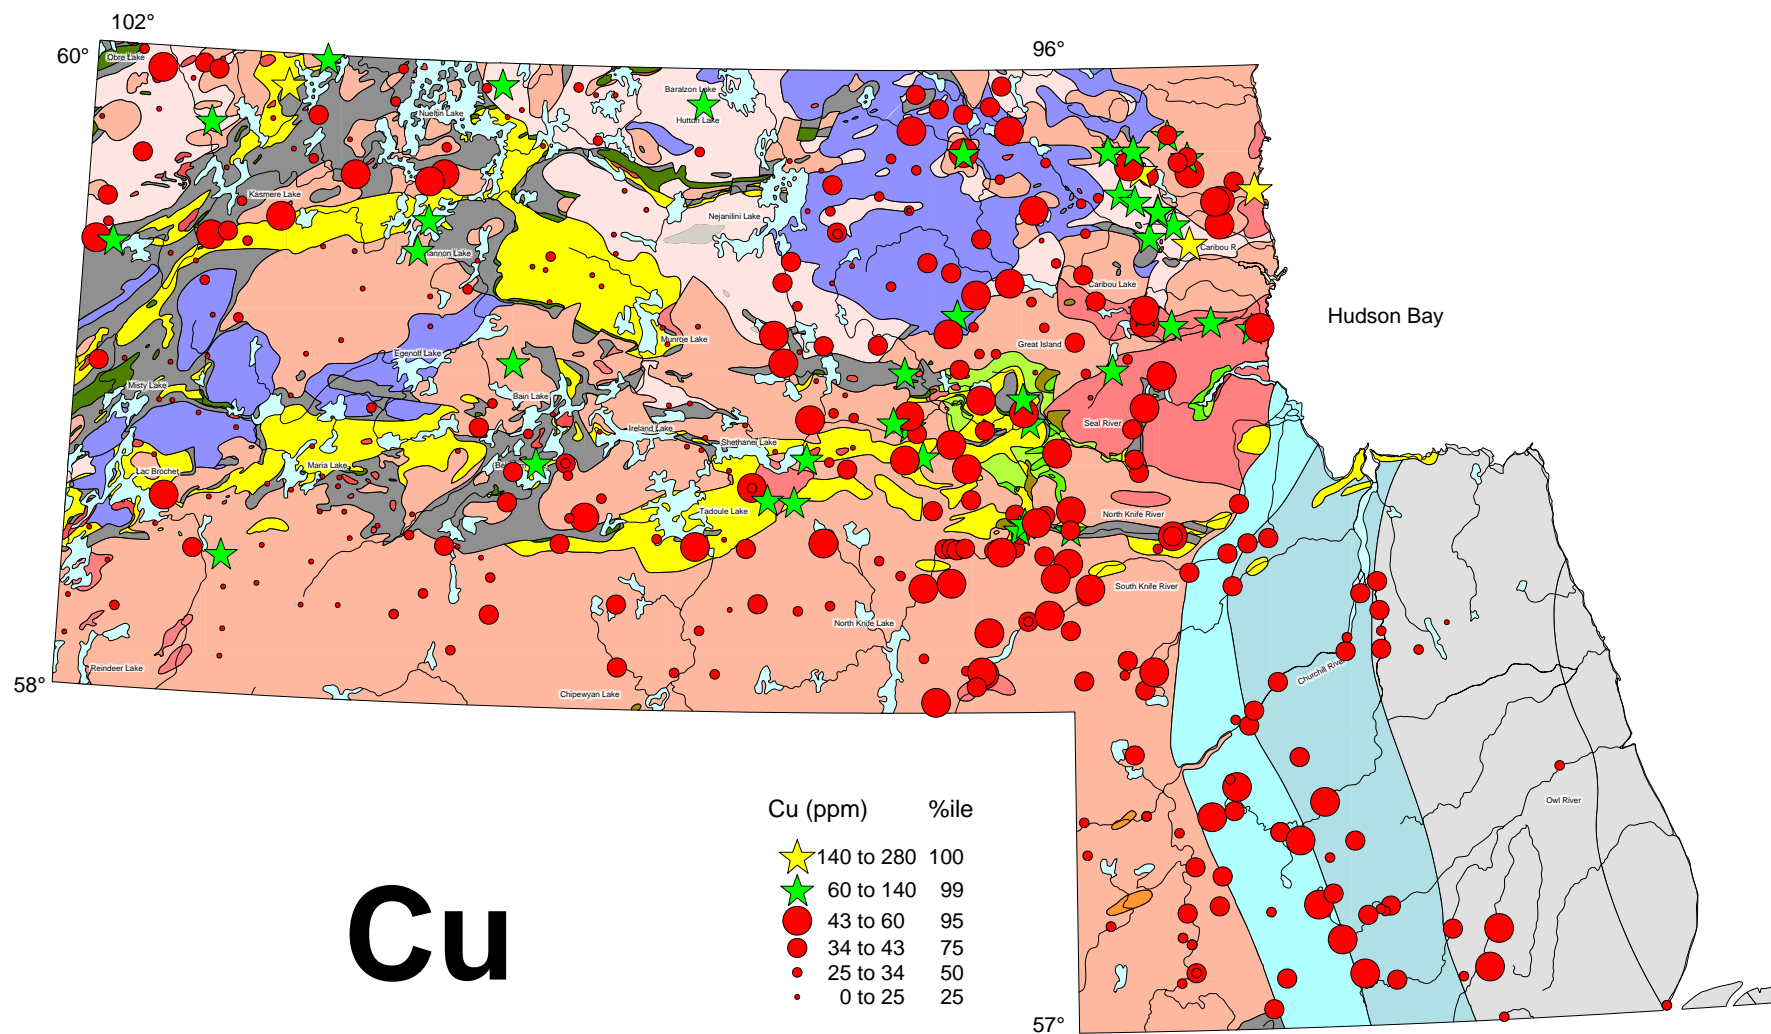 102°
96°
60°
Obre Lake
Baralzon Lake
Nueltin Lake
Hutton Lake
Kasmere Lake
Nejanilini Lake
Caribou R
Caribou Lake
Hudson Bay
Munroe Lake
Great Island
Egenolf Lake
Misty Lake
Bain Lake
Seal River
Ireland Lake
Shethanei Lake
Lac Brochet
Maria Lake
Tadoule Lake
North Knife River
South Knife River
North Knife Lake
Reindeer Lake
Churchill River
58°
Chipewyan Lake
Owl River
Cu (ppm) %ile
140 to 280 100
60 to 140 99
43 to 60 95
34 to 43 75
25 to 34 50
0 to 25 25
Cu
57°